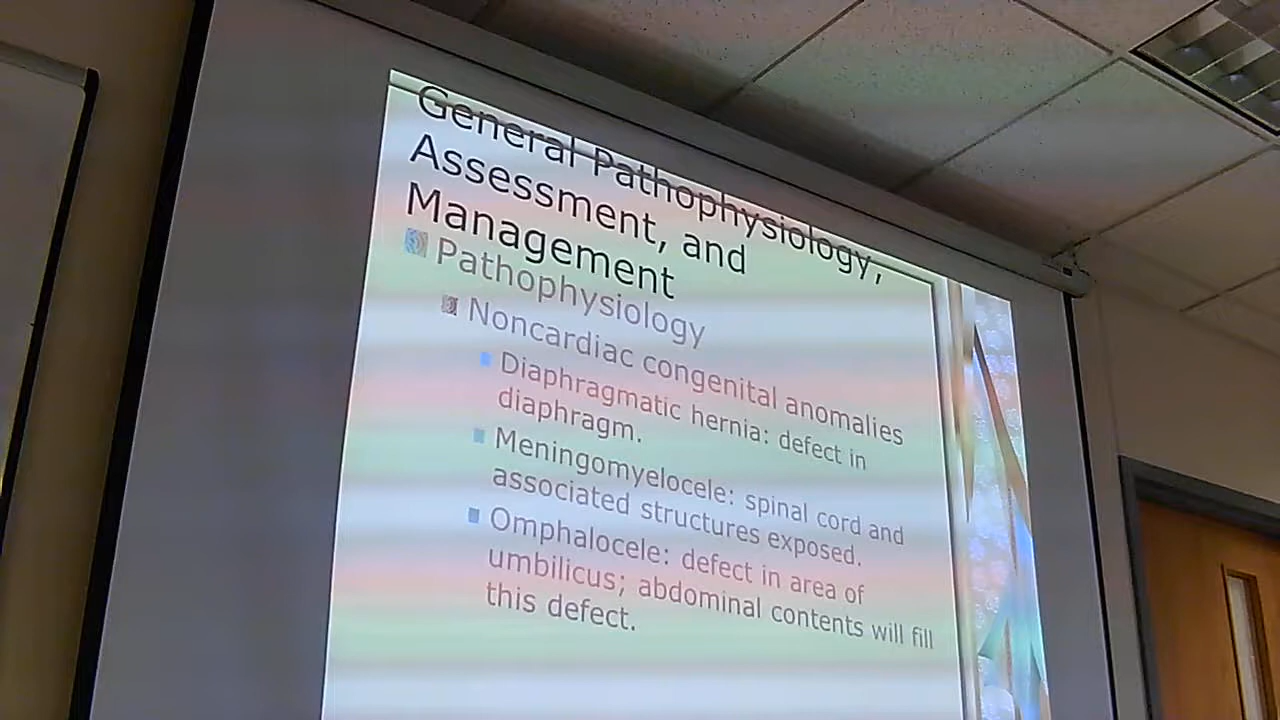 General Pathophysiology,
Assessment, and
Management
Pathophysiology
Noncardiac congenital anomalies
Diaphragmatic hernia: defect in
diaphragm.
Meningomyelocele: spinal cord and
associated structures exposed.
Omphalocele: defect in area of
umbilicus; abdominal contents will fill
this defect.